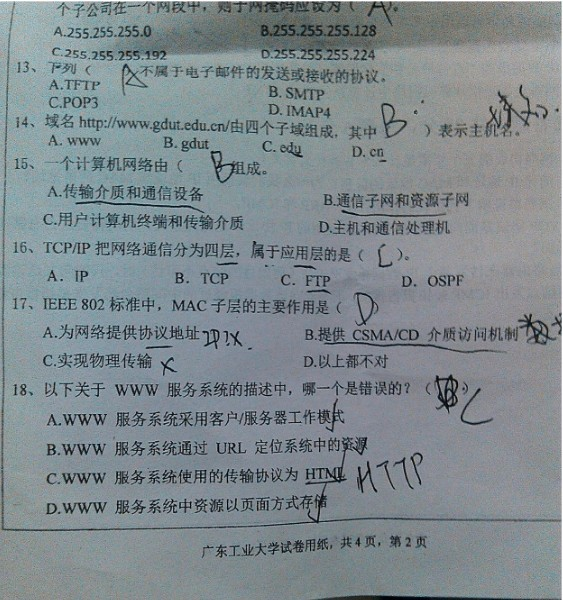 个子公司在一个网段中，则子网掩码应设为（ A ）。
A.255.255.255.0 B.255.255.255.128
C.255.255.255.192 D.255.255.255.224
13、下列（ A 不属于电子邮件的发送或接收的协议。
A.TFTP B. SMTP
C.POP3 D. IMAP4
14、域名 http://www.gdut.edu.cn/由四个子域组成，其中 B ）表示主机名。
A. www B. gdut C. edu D. cn
15、一个计算机网络由（ B 组成。
A.传输介质和通信设备 B.通信子网和资源子网
C.用户计算机终端和传输介质 D.主机和通信处理机
16、TCP/IP 把网络通信分为四层，属于应用层的是（ C ）。
A. IP B. TCP C. FTP D. OSPF
17、IEEE 802 标准中，MAC 子层的主要作用是（ D ）
A.为网络提供协议地址 B.提供 CSMA/CD 介质访问机制
C.实现物理传输 × D.以上都不对
18、以下关于 WWW 服务系统的描述中，哪一个是错误的？（ ） C
A.WWW 服务系统采用客户/服务器工作模式
B.WWW 服务系统通过 URL 定位系统中的资源
C.WWW 服务系统使用的传输协议为 HTML HTTP
D.WWW 服务系统中资源以页面方式存储
广东工业大学试卷用纸，共 4 页，第 2 页